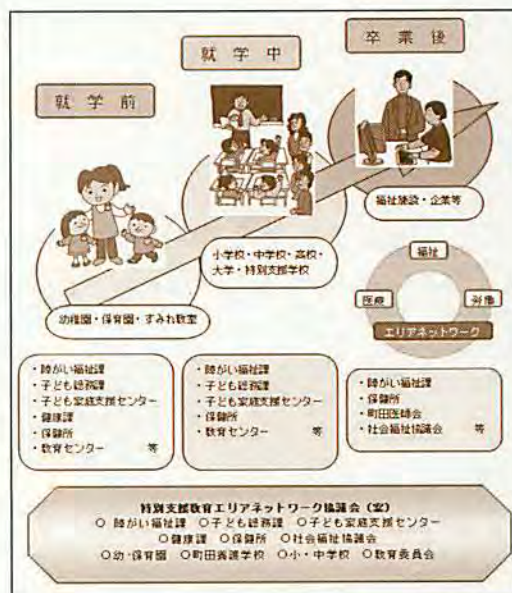 就学前
就学中
卒業後
幼稚園・保育園・すみれ教室
小学校・中学校・高校・
大学・特別支援学校
福祉施設・企業等
福祉
医療
労働
エリアネットワーク
・障がい福祉課
・子ども総務課
・子ども家庭支援センター
・健康課
・保健所
・教育センター 等
・障がい福祉課
・子ども総務課
・子ども家庭支援センター
・保健所
・教育センター 等
・障がい福祉課
・保健所
・町田医師会
・社会福祉協議会 等
特別支援教育エリアネットワーク協議会(案)
○ 障がい福祉課 ○子ども総務課 ○子ども家庭支援センター
○健康課 ○保健所 ○社会福祉協議会
○幼・保育園 ○町田養護学校 ○小・中学校 ○教育委員会